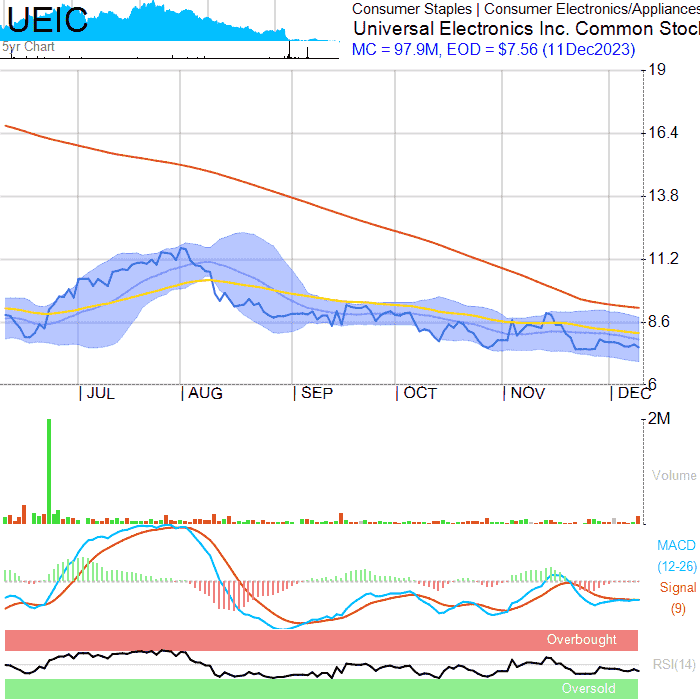 UEIC
5yr Chart
Consumer Staples | Consumer Electronics/Appliances
Universal Electronics Inc. Common Stoc
MC = 97.9M, EOD = $7.56 (11Dec2023)
19
16.4
13.8
11.2
8.6
6
JUL AUG SEP OCT NOV DEC
2M
Volume
MACD
(12-26)
Signal
(9)
Overbought
RSI(14)
Oversold